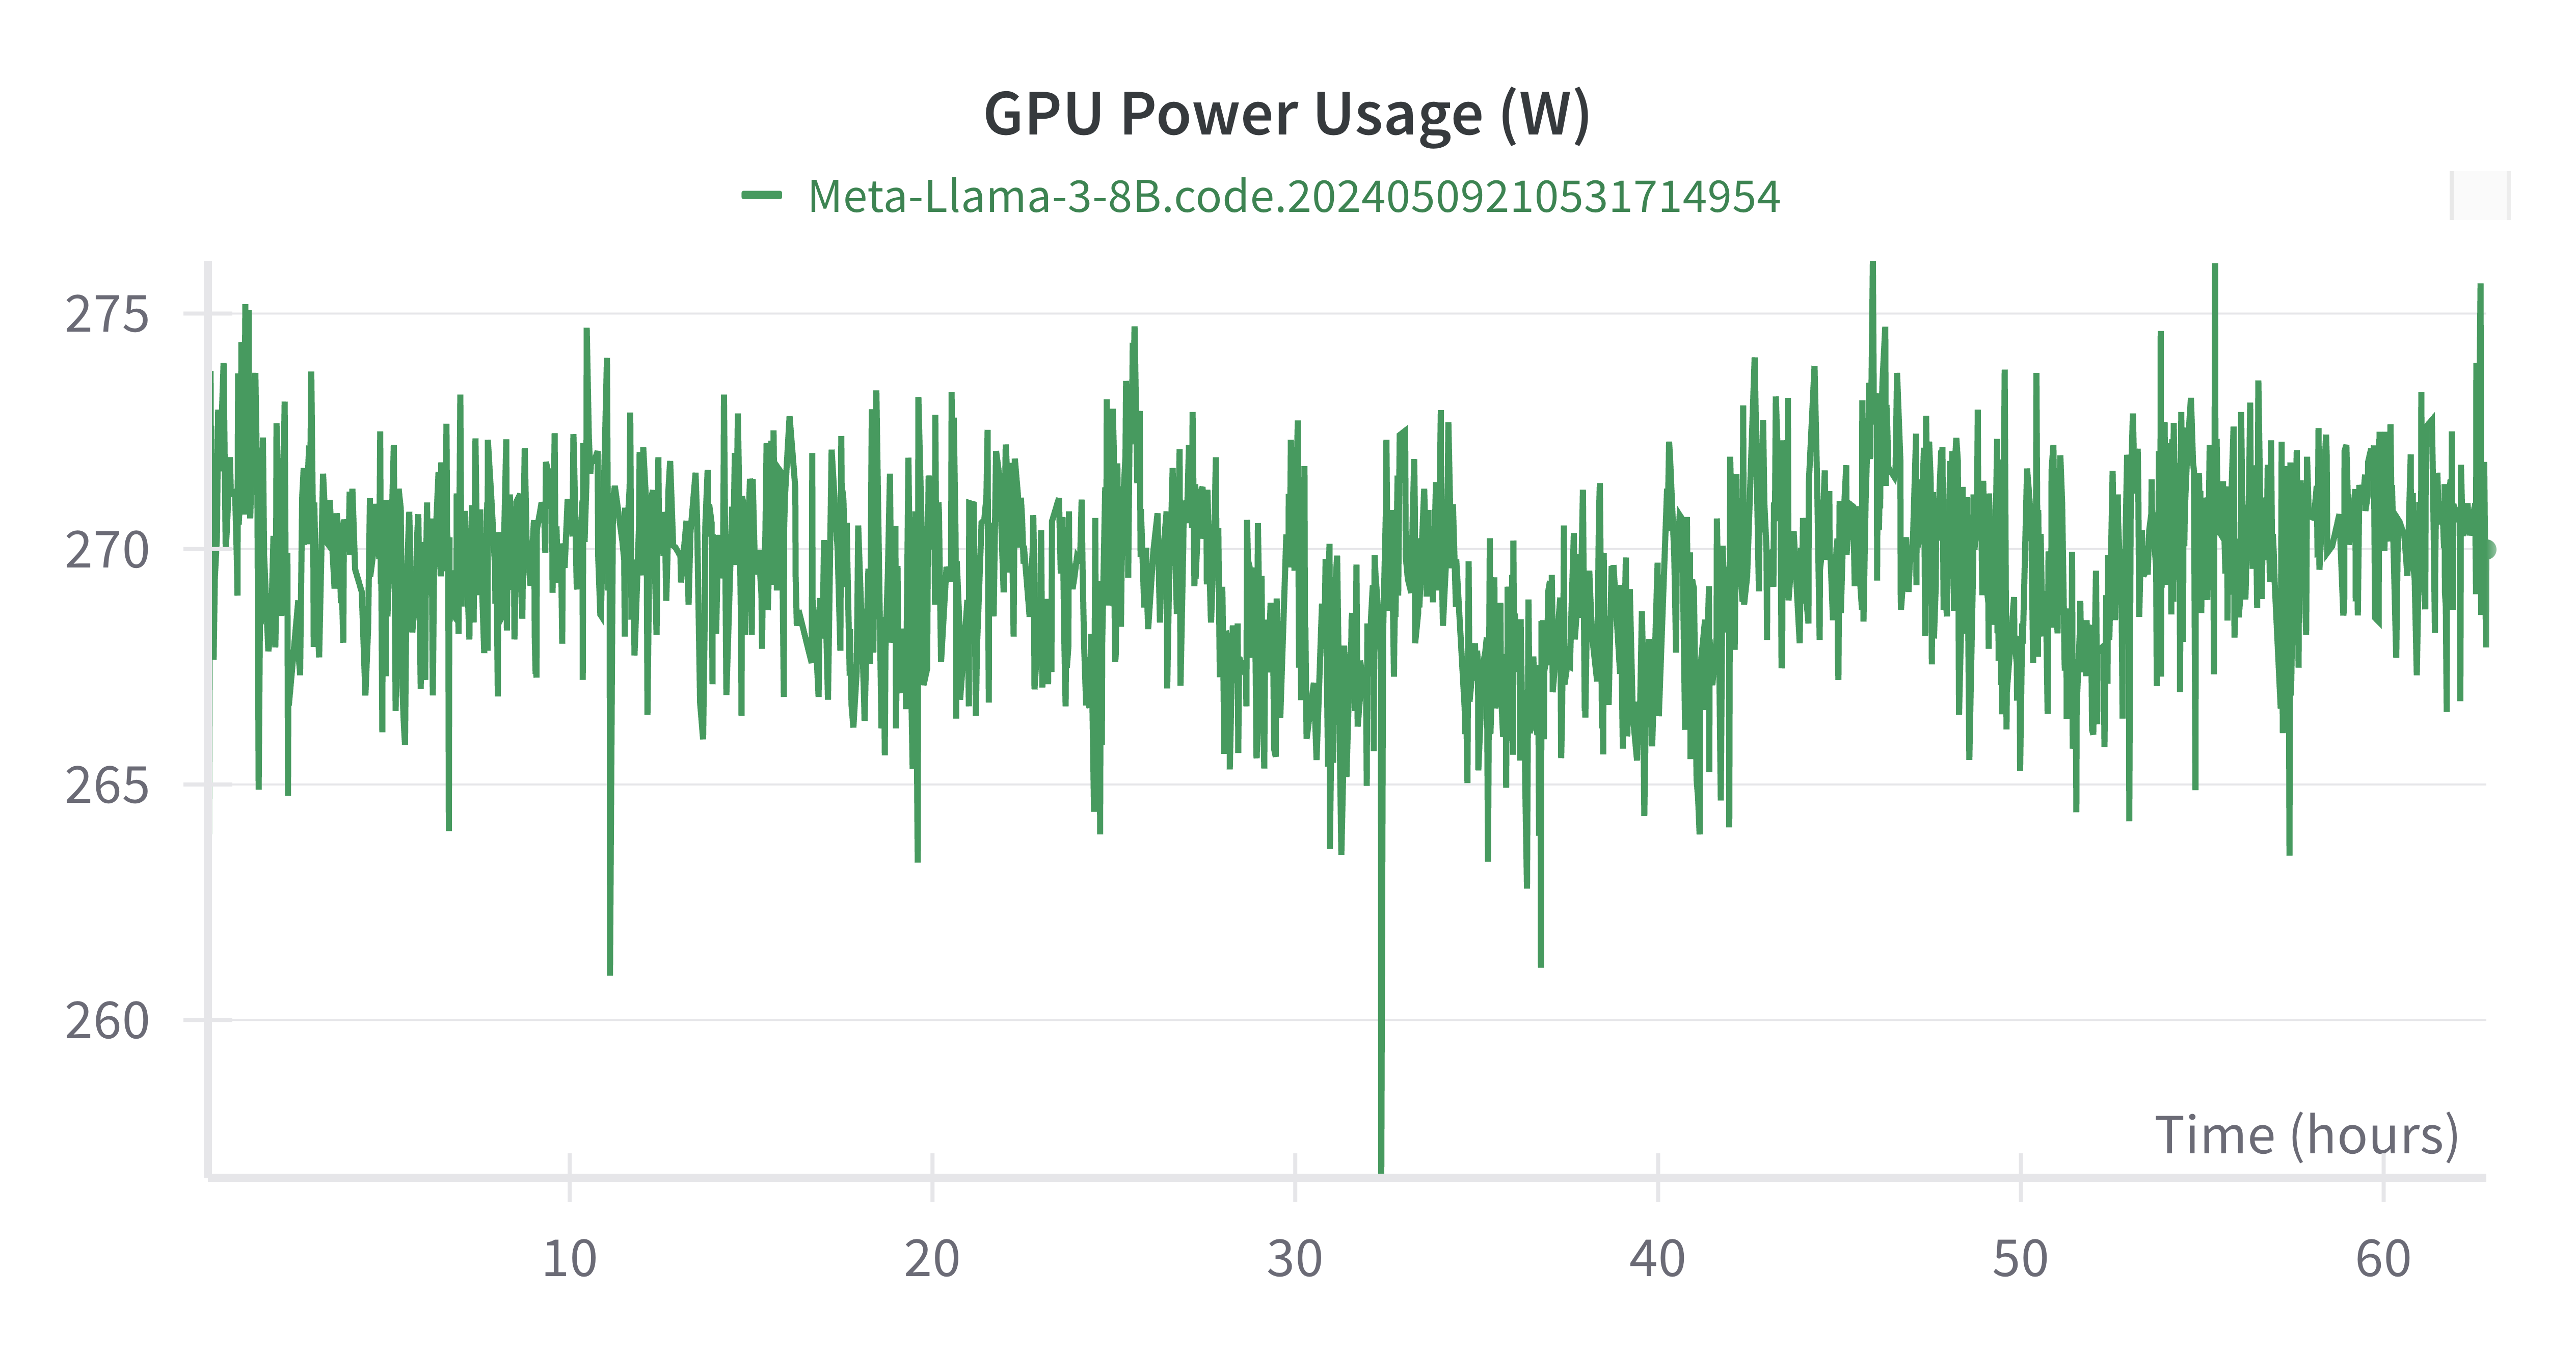 GPU Power Usage (W)
Meta-Llama-3-8B.code.20240509210531714954
275
270
265
260
Time (hours)
10 20 30 40 50 60